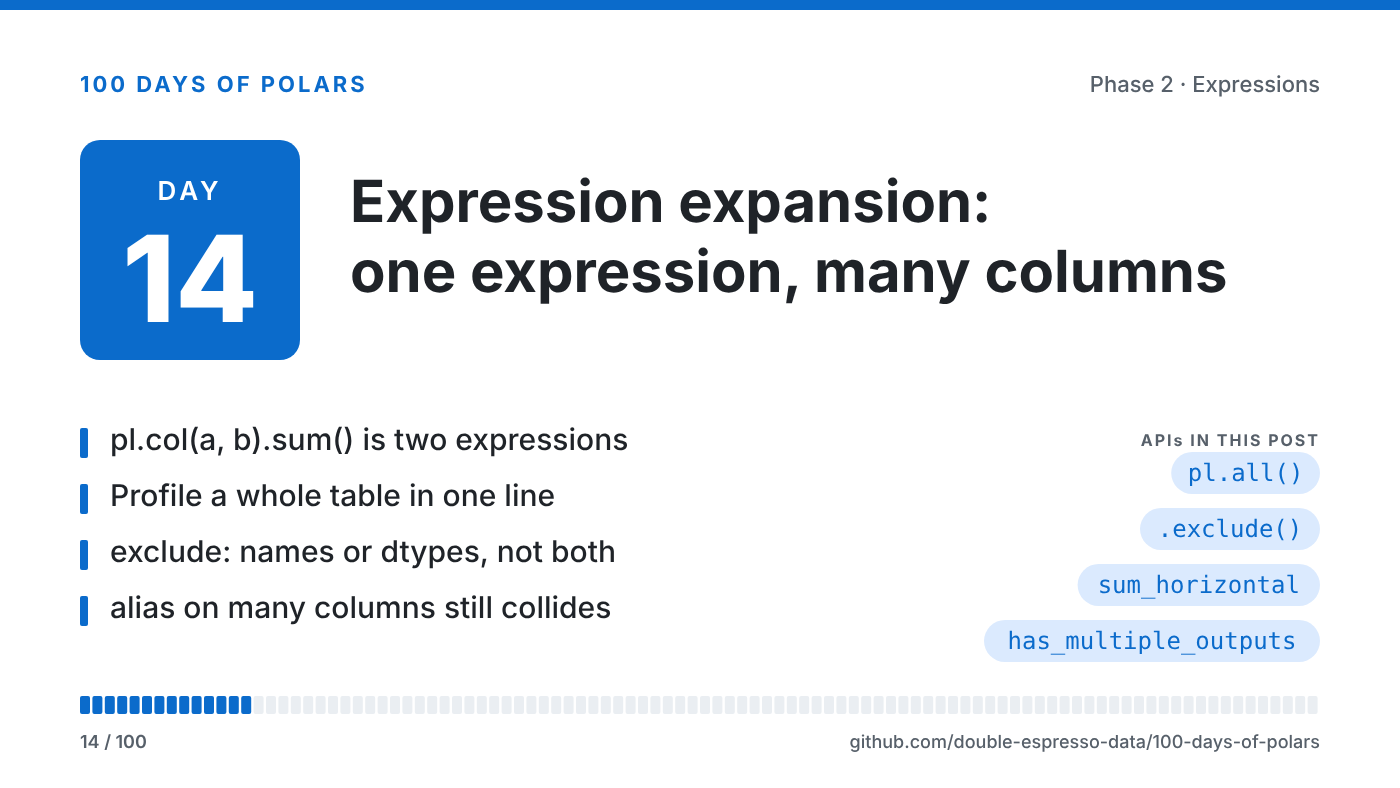 100 DAYS OF POLARS
Phase 2 · Expressions
DAY
14
Expression expansion:
one expression, many columns
pl.col(a, b).sum() is two expressions
Profile a whole table in one line
exclude: names or dtypes, not both
alias on many columns still collides
APIs IN THIS POST
pl.all()
.exclude()
sum_horizontal
has_multiple_outputs
14 / 100
github.com/double-espresso-data/100-days-of-polars